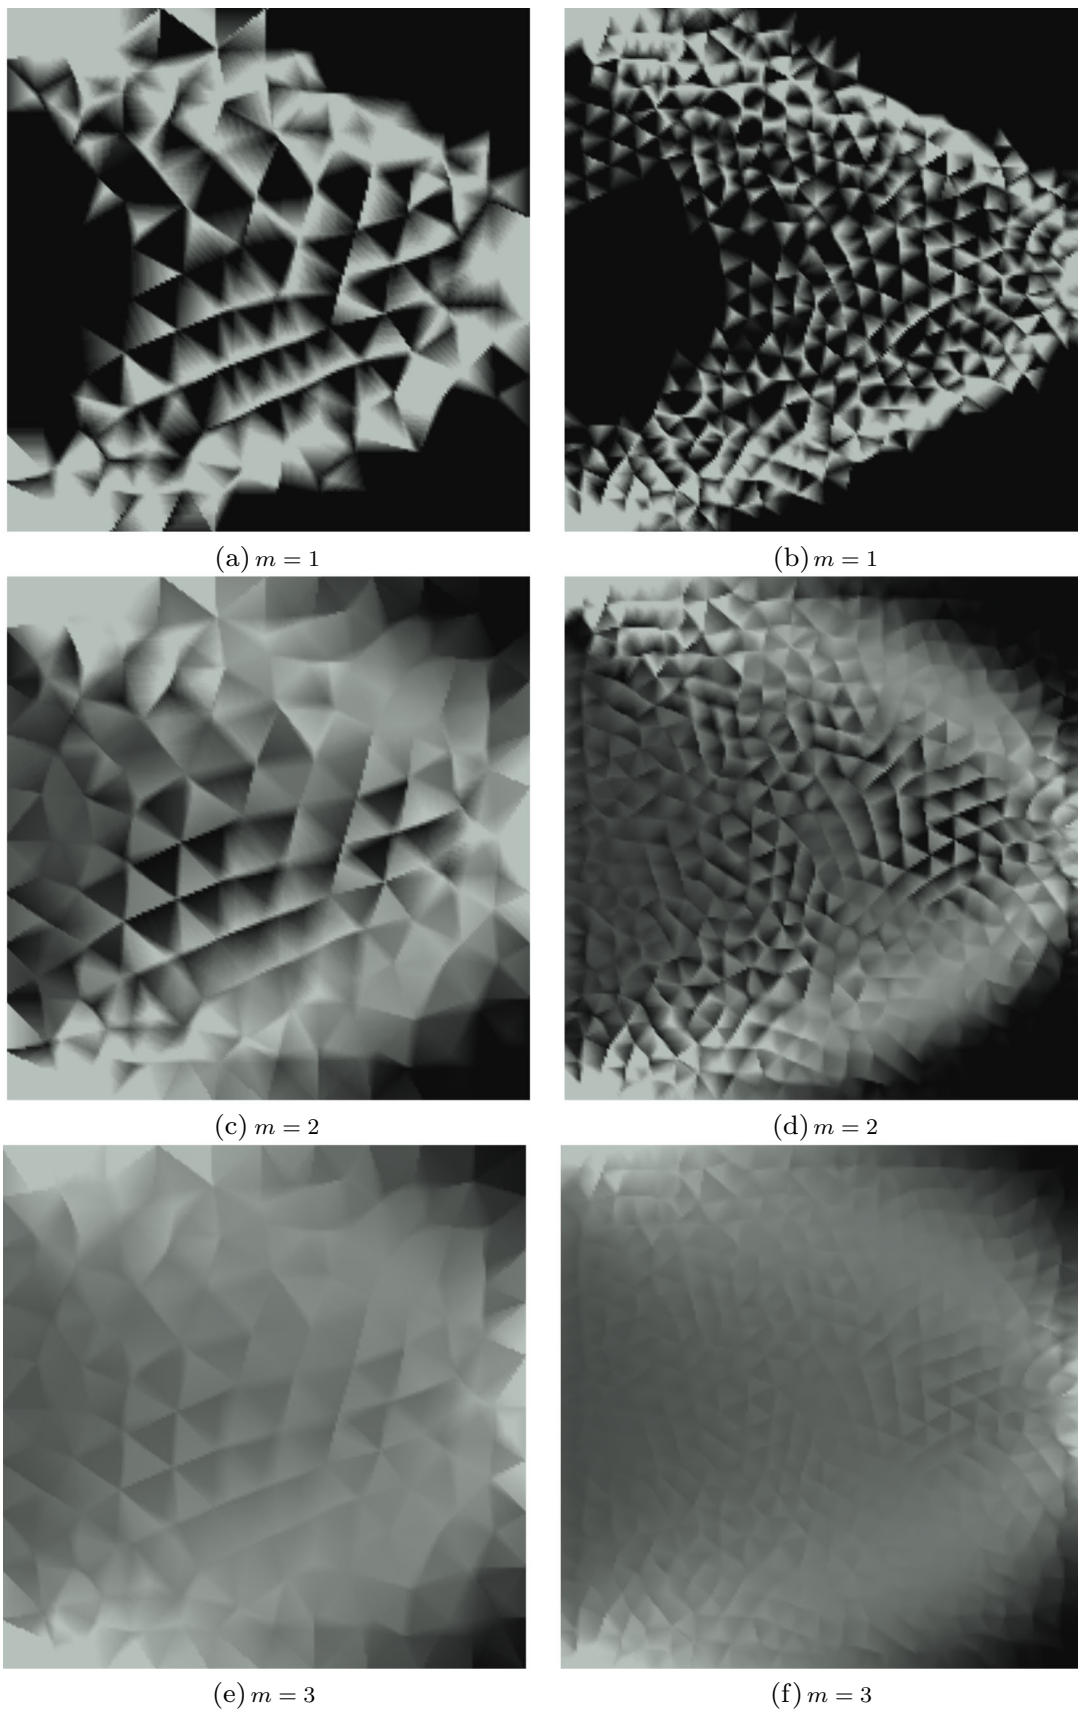 (a) m = 1
(b) m = 1
(c) m = 2
(d) m = 2
(e) m = 3
(f) m = 3